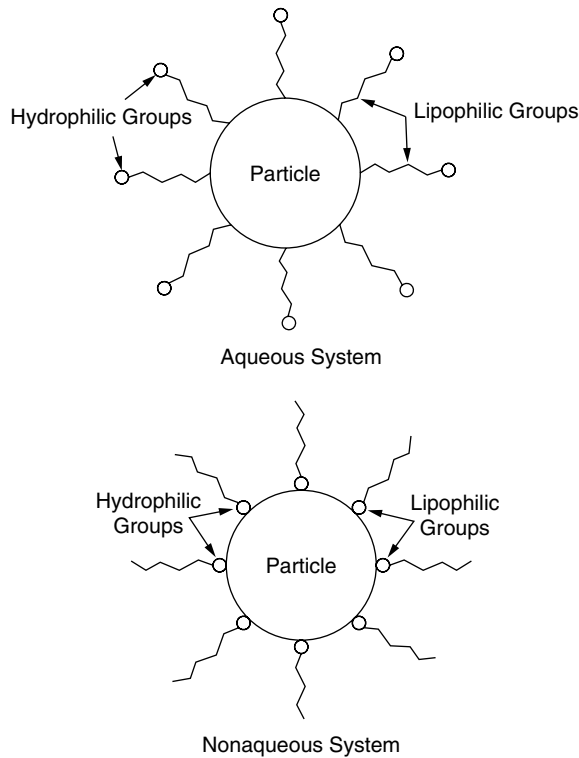 Hydrophilic Groups
Lipophilic Groups
Particle
Aqueous System
Hydrophilic
Groups
Lipophilic
Groups
Particle
Nonaqueous System